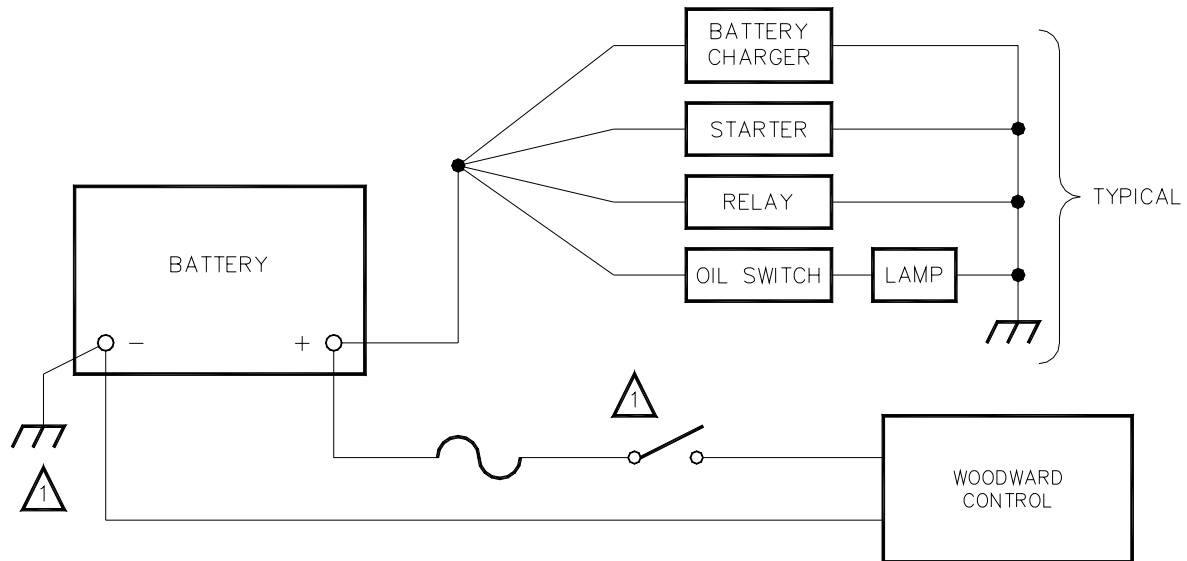 BATTERY
CHARGER
STARTER
RELAY
OIL SWITCH
LAMP
TYPICAL
BATTERY
−
+
1
1
WOODWARD
CONTROL